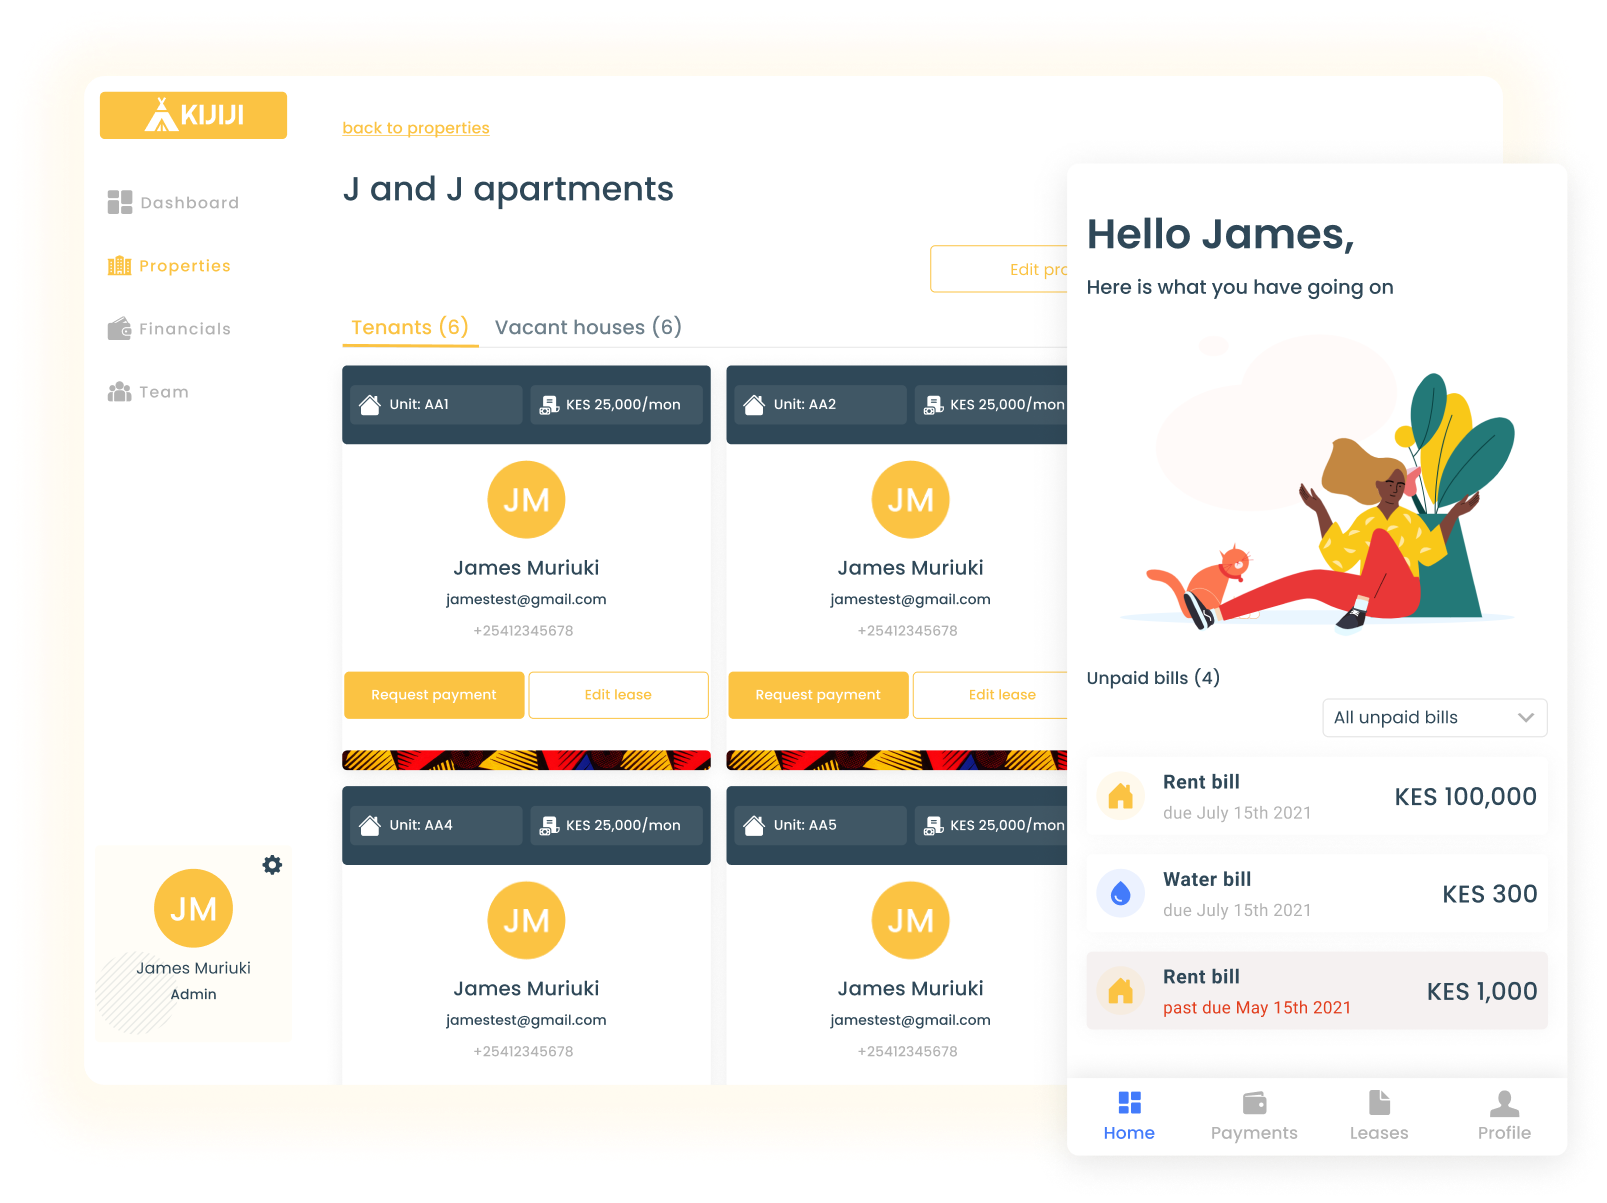 KIJIJI
Dashboard
Properties
Financials
Team
JM
James Muriuki
Admin
back to properties
J and J apartments
Edit pro
Tenants (6)
Vacant houses (6)
Unit: AA1
KES 25,000/mon
JM
James Muriuki
jamestest@gmail.com
+25412345678
Request payment
Edit lease
Unit: AA2
KES 25,000/mon
JM
James Muriuki
jamestest@gmail.com
+25412345678
Request payment
Edit lease
Unit: AA4
KES 25,000/mon
JM
James Muriuki
jamestest@gmail.com
+25412345678
Unit: AA5
KES 25,000/mon
JM
James Muriuki
jamestest@gmail.com
+25412345678
Hello James,
Here is what you have going on
Unpaid bills (4)
All unpaid bills
Rent bill
due July 15th 2021
KES 100,000
Water bill
due July 15th 2021
KES 300
Rent bill
past due May 15th 2021
KES 1,000
Home
Payments
Leases
Profile